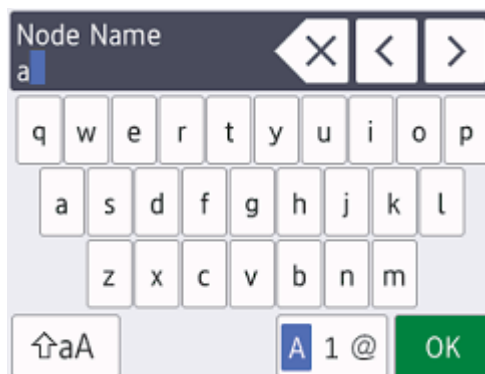 Node Name
a
q w e r t y u i o p
a s d f g h j k l
z x c v b n m
⇧aA A 1 @ OK